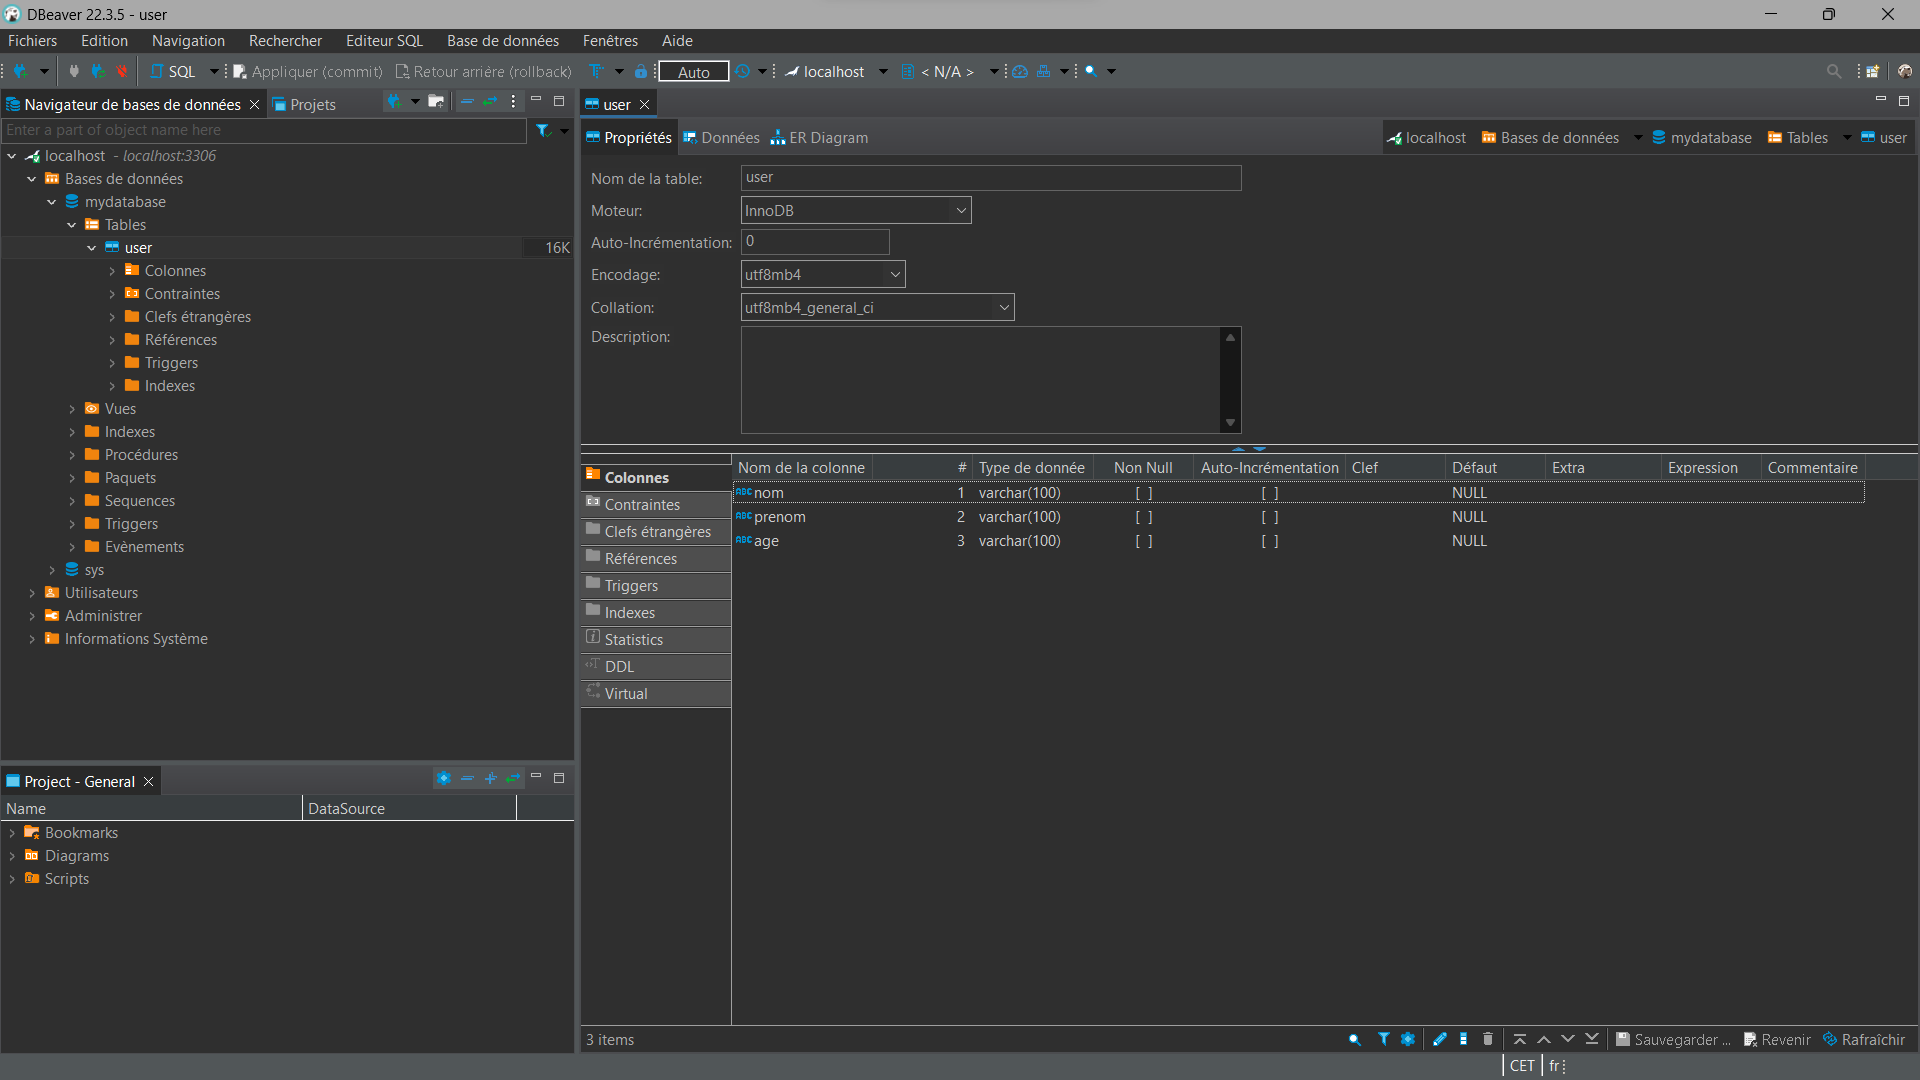 DBeaver 22.3.5 - user
Fichiers Edition Navigation Rechercher Editeur SQL Base de données Fenêtres Aide
SQL Appliquer (commit) Retour arrière (rollback) Auto localhost < N/A >
Navigateur de bases de données Projets
Enter a part of object name here
localhost - localhost:3306
Bases de données
mydatabase
Tables
user 16K
Colonnes
Contraintes
Clefs étrangères
Références
Triggers
Indexes
Vues
Indexes
Procédures
Paquets
Sequences
Triggers
Evènements
sys
Utilisateurs
Administrer
Informations Système
Project - General
Name DataSource
Bookmarks
Diagrams
Scripts
user
Propriétés Données ER Diagram localhost Bases de données mydatabase Tables user
Nom de la table: user
Moteur: InnoDB
Auto-Incrémentation: 0
Encodage: utf8mb4
Collation: utf8mb4_general_ci
Description:
Colonnes
Contraintes
Clefs étrangères
Références
Triggers
Indexes
Statistics
DDL
Virtual
Nom de la colonne # Type de donnée Non Null Auto-Incrémentation Clef Défaut Extra Expression Commentaire
ABC nom 1 varchar(100) [ ] [ ] NULL
ABC prenom 2 varchar(100) [ ] [ ] NULL
ABC age 3 varchar(100) [ ] [ ] NULL
3 items Sauvegarder ... Revenir Rafraîchir
CET fr